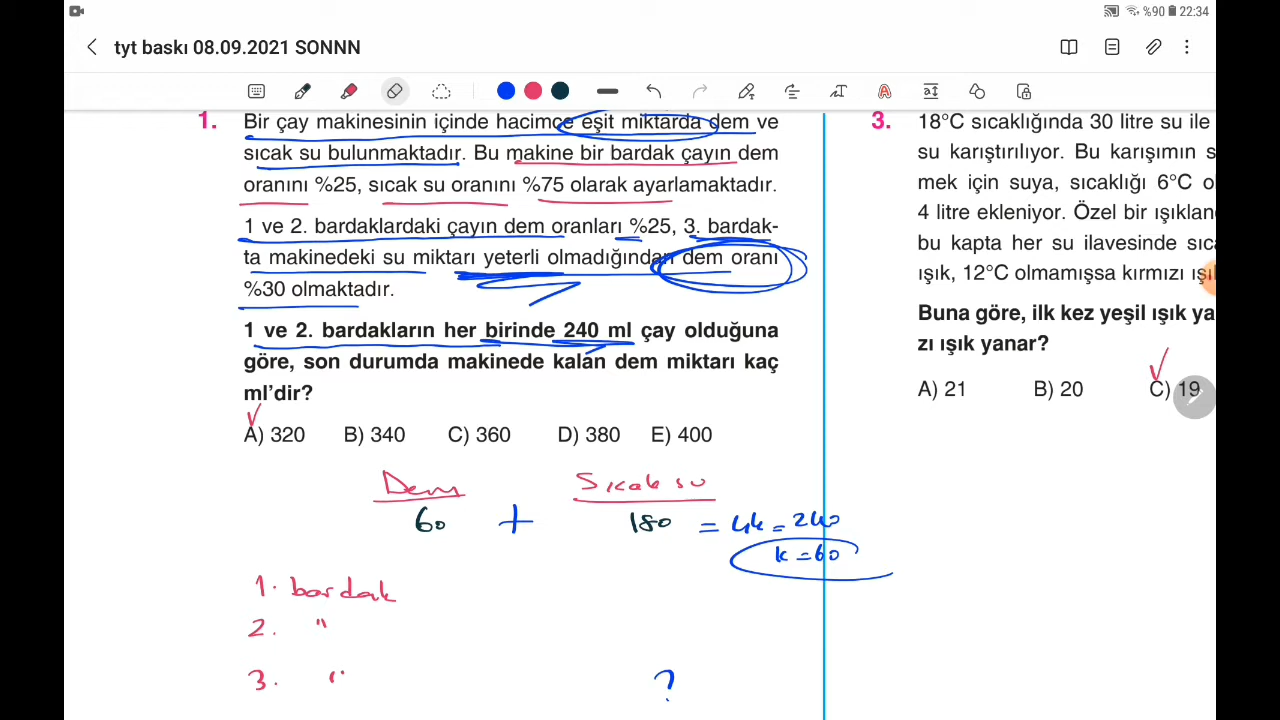 %90 22:34
tyt baskı 08.09.2021 SONNN
1. Bir çay makinesinin içinde hacimce eşit miktarda dem ve
sıcak su bulunmaktadır. Bu makine bir bardak çayın dem
oranını %25, sıcak su oranını %75 olarak ayarlamaktadır.
1 ve 2. bardaklardaki çayın dem oranları %25, 3. bardak-
ta makinedeki su miktarı yeterli olmadığından dem oranı
%30 olmaktadır.
1 ve 2. bardakların her birinde 240 ml çay olduğuna
göre, son durumda makinede kalan dem miktarı kaç
ml'dir?
A) 320 B) 340 C) 360 D) 380 E) 400
Dem Sıcak su
60 + 180 = 4k = 240
k = 60
1. bardak
2. "
3. "
?
3. 18°C sıcaklığında 30 litre su ile
su karıştırılıyor. Bu karışımın s
mek için suya, sıcaklığı 6°C o
4 litre ekleniyor. Özel bir ışıklan
bu kapta her su ilavesinde sıca
ışık, 12°C olmamışsa kırmızı ışı
Buna göre, ilk kez yeşil ışık ya
zı ışık yanar?
A) 21 B) 20 C) 19